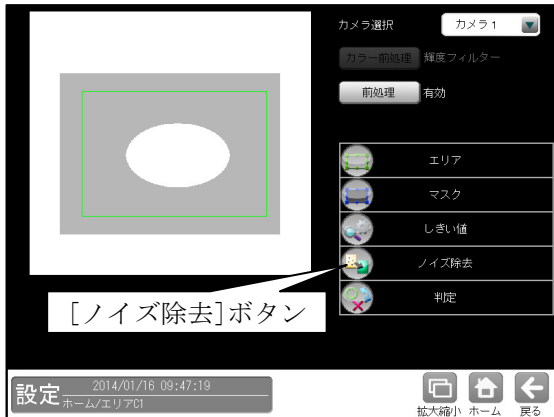 カメラ選択
カメラ1
カラー前処理
輝度フィルター
前処理
有効
エリア
マスク
しきい値
ノイズ除去
判定
[ノイズ除去]ボタン
設定
2014/01/16 09:47:19
ホーム/エリアC1
拡大縮小
ホーム
戻る